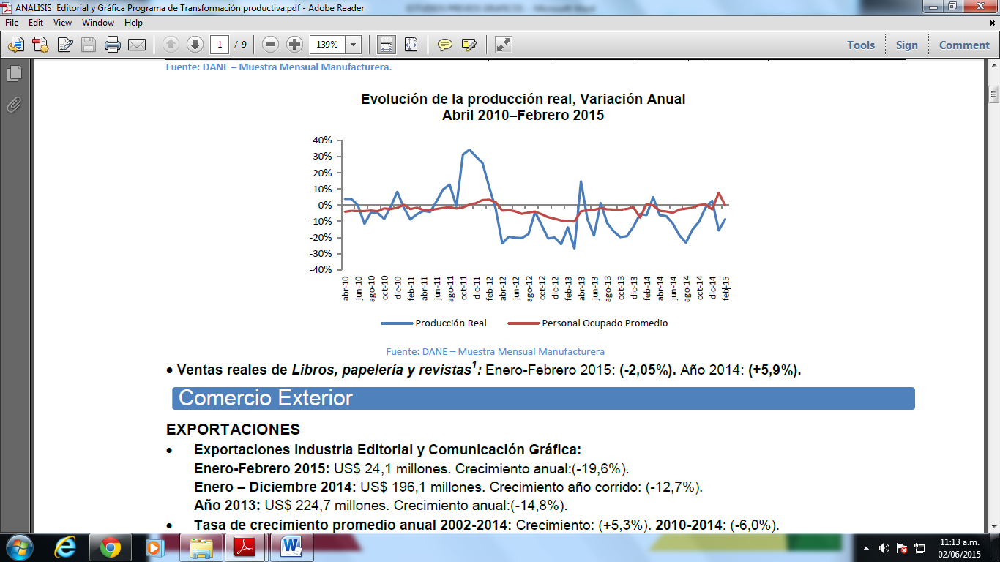 ANALISIS Editorial y Gráfica Programa de Transformación productiva.pdf - Adobe Reader
File Edit View Window Help
1 / 9 139% Tools Sign Comment
Fuente: DANE – Muestra Mensual Manufacturera.
Evolución de la producción real, Variación Anual
Abril 2010–Febrero 2015
40%
30%
20%
10%
0%
-10%
-20%
-30%
-40%
abr-10 jun-10 ago-10 oct-10 dic-10 feb-11 abr-11 jun-11 ago-11 oct-11 dic-11 feb-12 abr-12 jun-12 ago-12 oct-12 dic-12 feb-13 abr-13 jun-13 ago-13 oct-13 dic-13 feb-14 abr-14 jun-14 ago-14 oct-14 dic-14 feb-15
Producción Real Personal Ocupado Promedio
Fuente: DANE – Muestra Mensual Manufacturera
• Ventas reales de Libros, papelería y revistas1: Enero-Febrero 2015: (-2,05%). Año 2014: (+5,9%).
Comercio Exterior
EXPORTACIONES
• Exportaciones Industria Editorial y Comunicación Gráfica:
Enero-Febrero 2015: US$ 24,1 millones. Crecimiento anual:(-19,6%).
Enero – Diciembre 2014: US$ 196,1 millones. Crecimiento año corrido: (-12,7%).
Año 2013: US$ 224,7 millones. Crecimiento anual:(-14,8%).
• Tasa de crecimiento promedio anual 2002-2014: Crecimiento: (+5,3%). 2010-2014: (-6,0%).
11:13 a.m.
02/06/2015